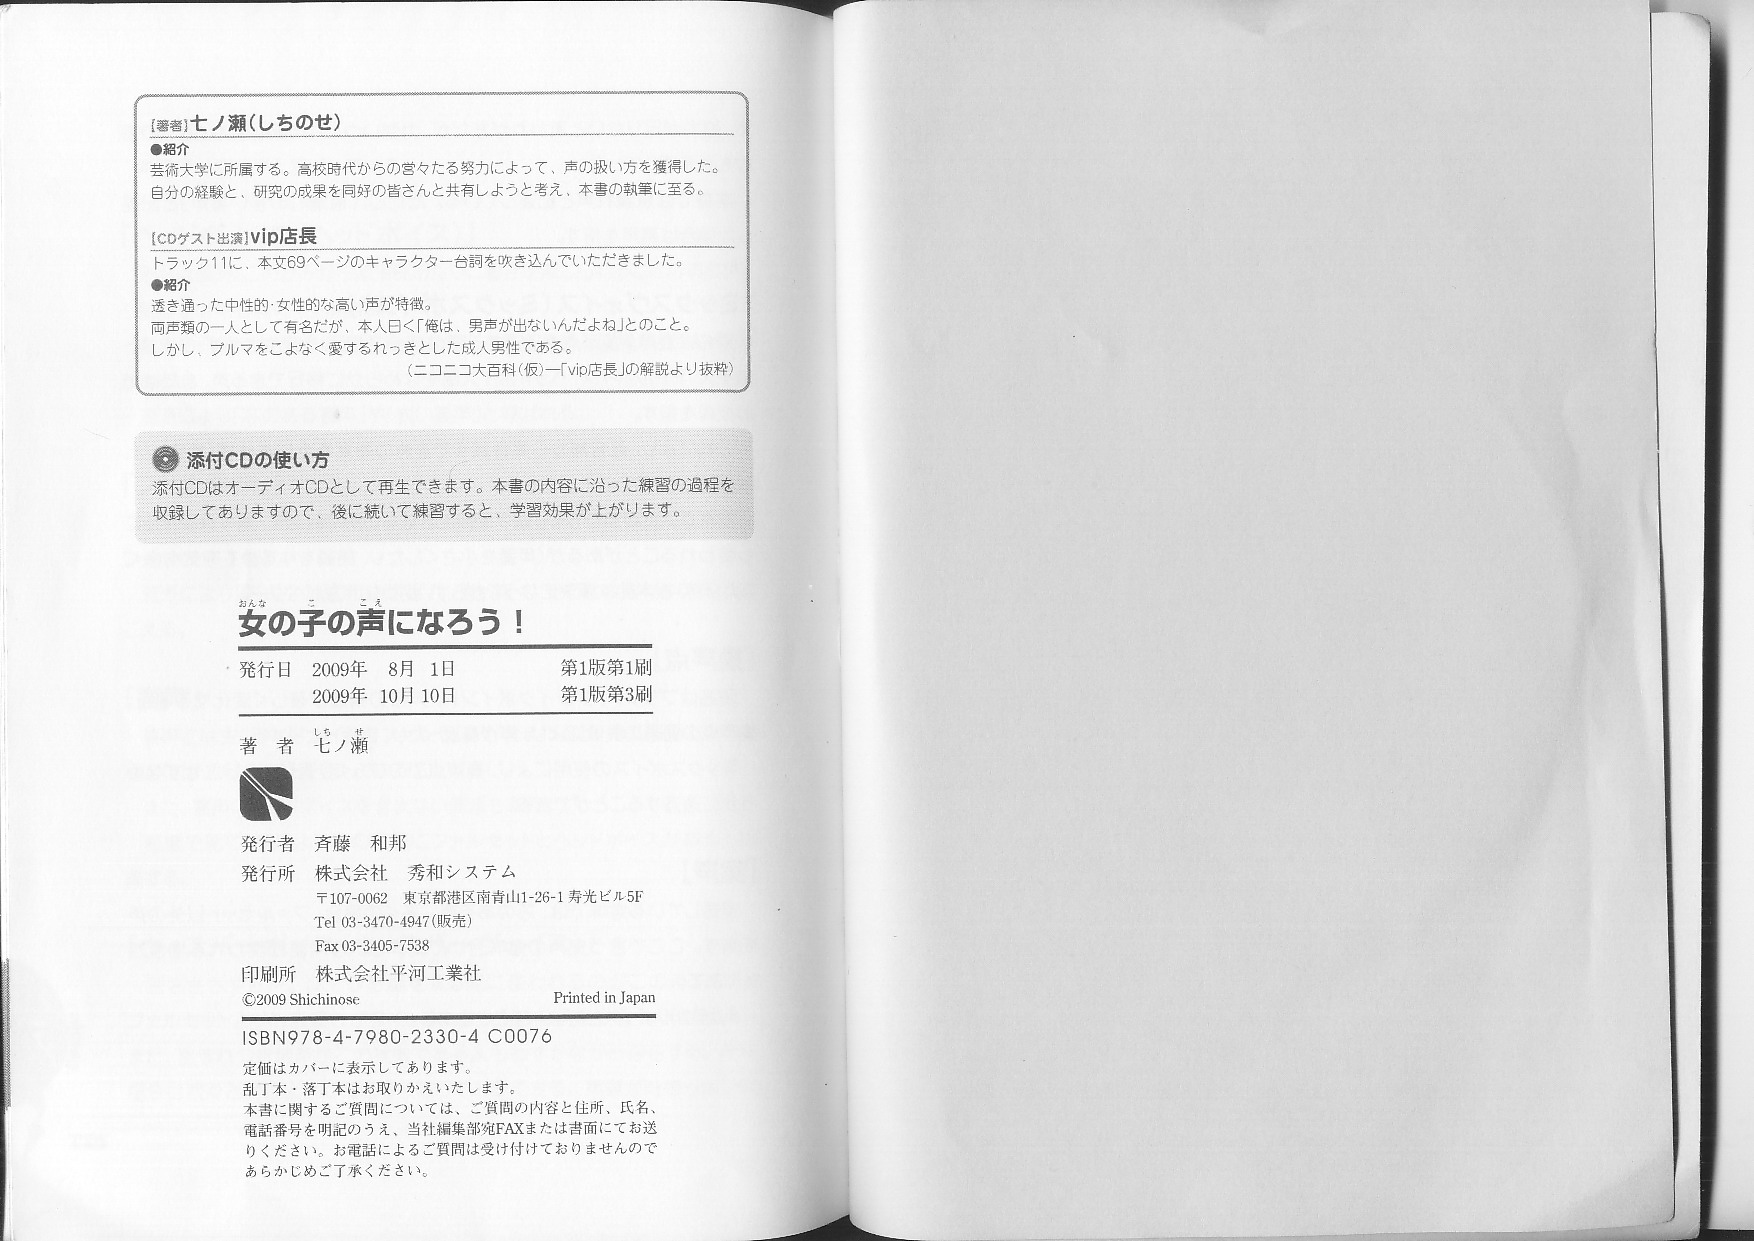 【著者】七ノ瀬(しちのせ)
●紹介
芸術大学に所属する。高校時代からの営々たる努力によって、声の扱い方を獲得した。
自分の経験と、研究の成果を同好の皆さんと共有しようと考え、本書の執筆に至る。
【CDゲスト出演】vip店長
トラック11に、本文69ページのキャラクター台詞を吹き込んでいただきました。
●紹介
透き通った中性的・女性的な高い声が特徴。
両声類の一人として有名だが、本人曰く「俺は、男声が出ないんだよね」とのこと。
しかし、ブルマをこよなく愛するれっきとした成人男性である。
(ニコニコ大百科(仮)―「vip店長」の解説より抜粋)
添付CDの使い方
添付CDはオーディオCDとして再生できます。本書の内容に沿った練習の過程を
収録してありますので、後に続いて練習すると、学習効果が上がります。
おんな こ こえ
女の子の声になろう!
発行日 2009年 8月 1日 第1版第1刷
2009年 10月10日 第1版第3刷
しち せ
著 者 七ノ瀬
発行者 斉藤 和邦
発行所 株式会社 秀和システム
〒107-0062 東京都港区南青山1-26-1 寿光ビル5F
Tel 03-3470-4947(販売)
Fax 03-3405-7538
印刷所 株式会社平河工業社
©2009 Shichinose Printed in Japan
ISBN978-4-7980-2330-4 C0076
定価はカバーに表示してあります。
乱丁本・落丁本はお取りかえいたします。
本書に関するご質問については、ご質問の内容と住所、氏名、
電話番号を明記のうえ、当社編集部宛FAXまたは書面にてお送
りください。お電話によるご質問は受け付けておりませんので
あらかじめご了承ください。